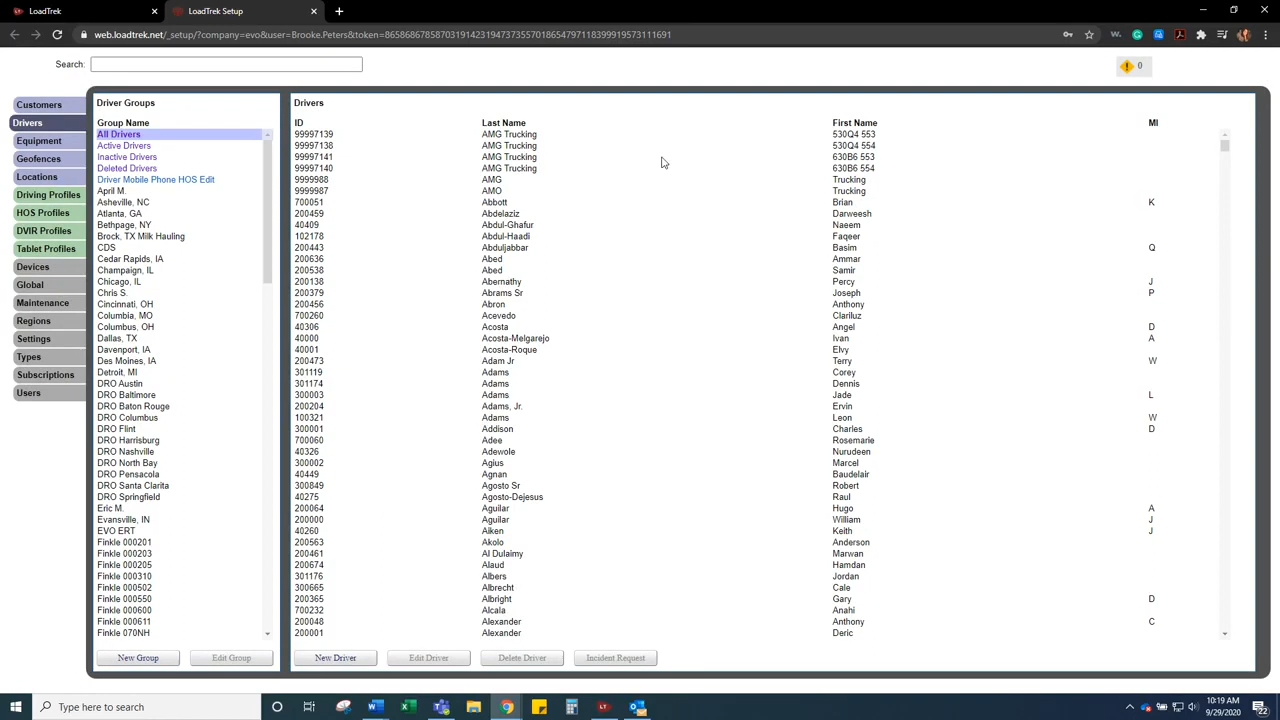 LoadTrek
LoadTrek Setup
web.loadtrek.net/_setup/?company=evo&user=Brooke.Peters&token=86586867858703191423194737355701865479711839991957311​1691
Search:
0
Customers
Drivers
Equipment
Geofences
Locations
Driving Profiles
HOS Profiles
DVIR Profiles
Tablet Profiles
Devices
Global
Maintenance
Regions
Settings
Types
Subscriptions
Users
Driver Groups
Group Name
All Drivers
Active Drivers
Inactive Drivers
Deleted Drivers
Driver Mobile Phone HOS Edit
April M.
Asheville, NC
Atlanta, GA
Bethpage, NY
Brock, TX Milk Hauling
CDS
Cedar Rapids, IA
Champaign, IL
Chicago, IL
Chris S.
Cincinnati, OH
Columbia, MO
Columbus, OH
Dallas, TX
Davenport, IA
Des Moines, IA
Detroit, MI
DRO Austin
DRO Baltimore
DRO Baton Rouge
DRO Columbus
DRO Flint
DRO Harrisburg
DRO Nashville
DRO North Bay
DRO Pensacola
DRO Santa Clarita
DRO Springfield
Eric M.
Evansville, IN
EVO ERT
Finkle 000201
Finkle 000203
Finkle 000205
Finkle 000310
Finkle 000502
Finkle 000550
Finkle 000600
Finkle 000611
Finkle 070NH
New Group
Edit Group
Drivers
ID Last Name First Name MI
99997139 AMG Trucking 530Q4 553
99997138 AMG Trucking 530Q4 554
99997141 AMG Trucking 630B6 553
99997140 AMG Trucking 630B6 554
9999988 AMG Trucking
9999987 AMO Trucking
700051 Abbott Brian K
200459 Abdelaziz Darweesh
40409 Abdul-Ghafur Naeem
102178 Abdul-Haadi Faqeer
200443 Abduljabbar Basim Q
200636 Abed Ammar
200538 Abed Samir
200138 Abernathy Percy J
200379 Abrams Sr Joseph P
200456 Abron Anthony
700260 Acevedo Clariluz
40306 Acosta Angel D
40000 Acosta-Melgarejo Ivan A
40001 Acosta-Roque Elvy
200473 Adam Jr Terry W
301119 Adams Corey
301174 Adams Dennis
300003 Adams Jade L
200204 Adams, Jr. Ervin
100321 Adams Leon W
300001 Addison Charles D
700060 Adee Rosemarie
40326 Adewole Nurudeen
300002 Agius Marcel
40449 Agnan Baudelair
300849 Agosto Sr Robert
40275 Agosto-Dejesus Raul
200064 Aguilar Hugo A
200000 Aguilar William J
40260 Aiken Keith J
200563 Akolo Anderson
200461 Al Dulaimy Marwan
200674 Alaud Hamdan
301176 Albers Jordan
300665 Albrecht Cale
200365 Albright Gary D
700232 Alcala Anahi
200048 Alexander Anthony C
200001 Alexander Deric
New Driver
Edit Driver
Delete Driver
Incident Request
Type here to search
10:19 AM
9/29/2020
22